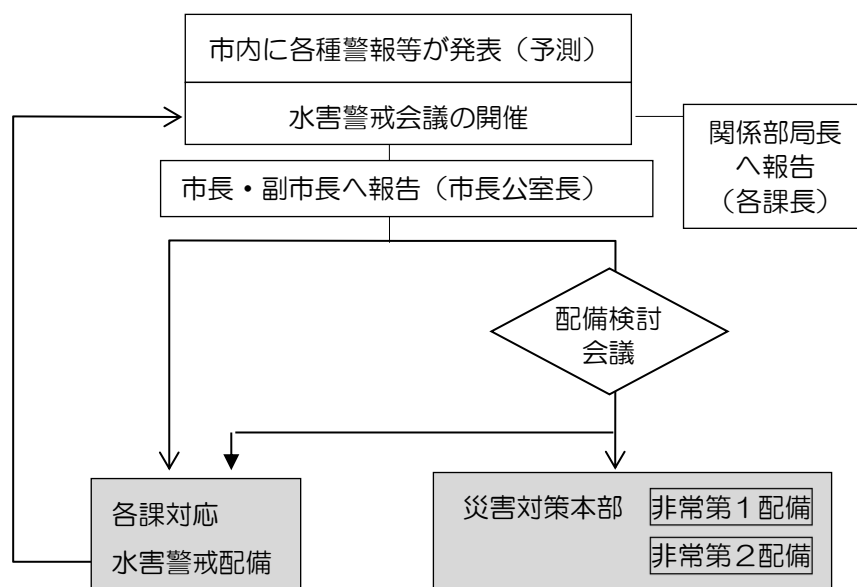 市内に各種警報等が発表（予測）
水害警戒会議の開催
関係部局長
へ報告
（各課長）
市長・副市長へ報告（市長公室長）
配備検討
会議
各課対応
水害警戒配備
災害対策本部 非常第１配備
非常第２配備